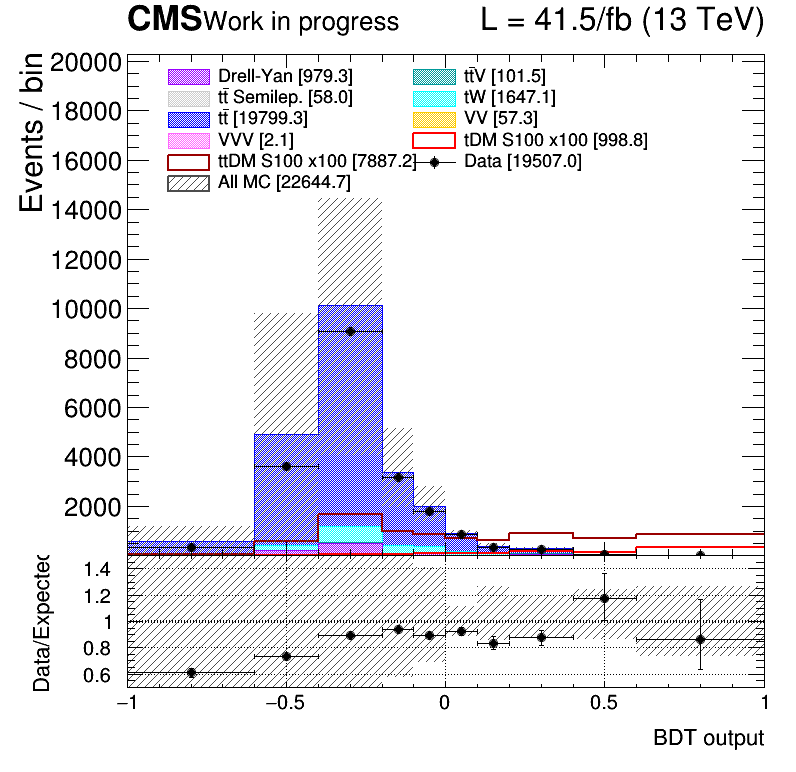 CMS Work in progress L = 41.5/fb (13 TeV)
Events / bin
20000
18000
16000
14000
12000
10000
8000
6000
4000
2000
Drell-Yan [979.3]
tt̄ Semilep. [58.0]
tt̄ [19799.3]
VVV [2.1]
ttDM S100 x100 [7887.2]
All MC [22644.7]
tt̄V [101.5]
tW [1647.1]
VV [57.3]
tDM S100 x100 [998.8]
Data [19507.0]
Data/Expected
1.4
1.2
1
0.8
0.6
−1 −0.5 0 0.5 1
BDT output